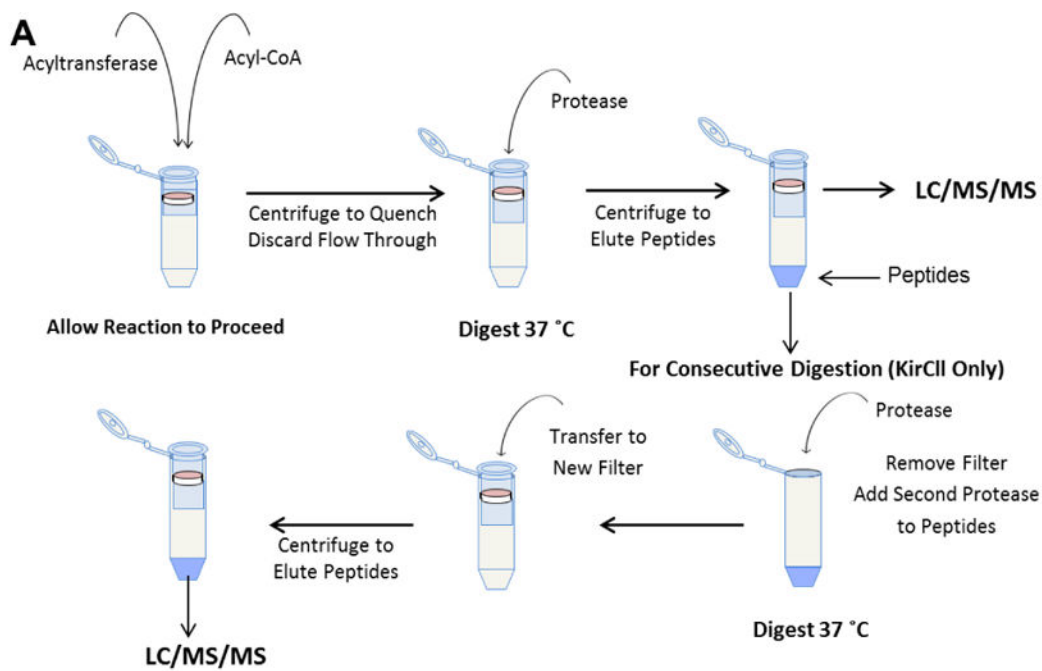 A
Acyltransferase
Acyl-CoA
Protease
Centrifuge to Quench
Discard Flow Through
Centrifuge to
Elute Peptides
LC/MS/MS
Peptides
Allow Reaction to Proceed
Digest 37 ˚C
For Consecutive Digestion (KirCll Only)
Protease
Remove Filter
Add Second Protease
to Peptides
Digest 37 ˚C
Transfer to
New Filter
Centrifuge to
Elute Peptides
LC/MS/MS